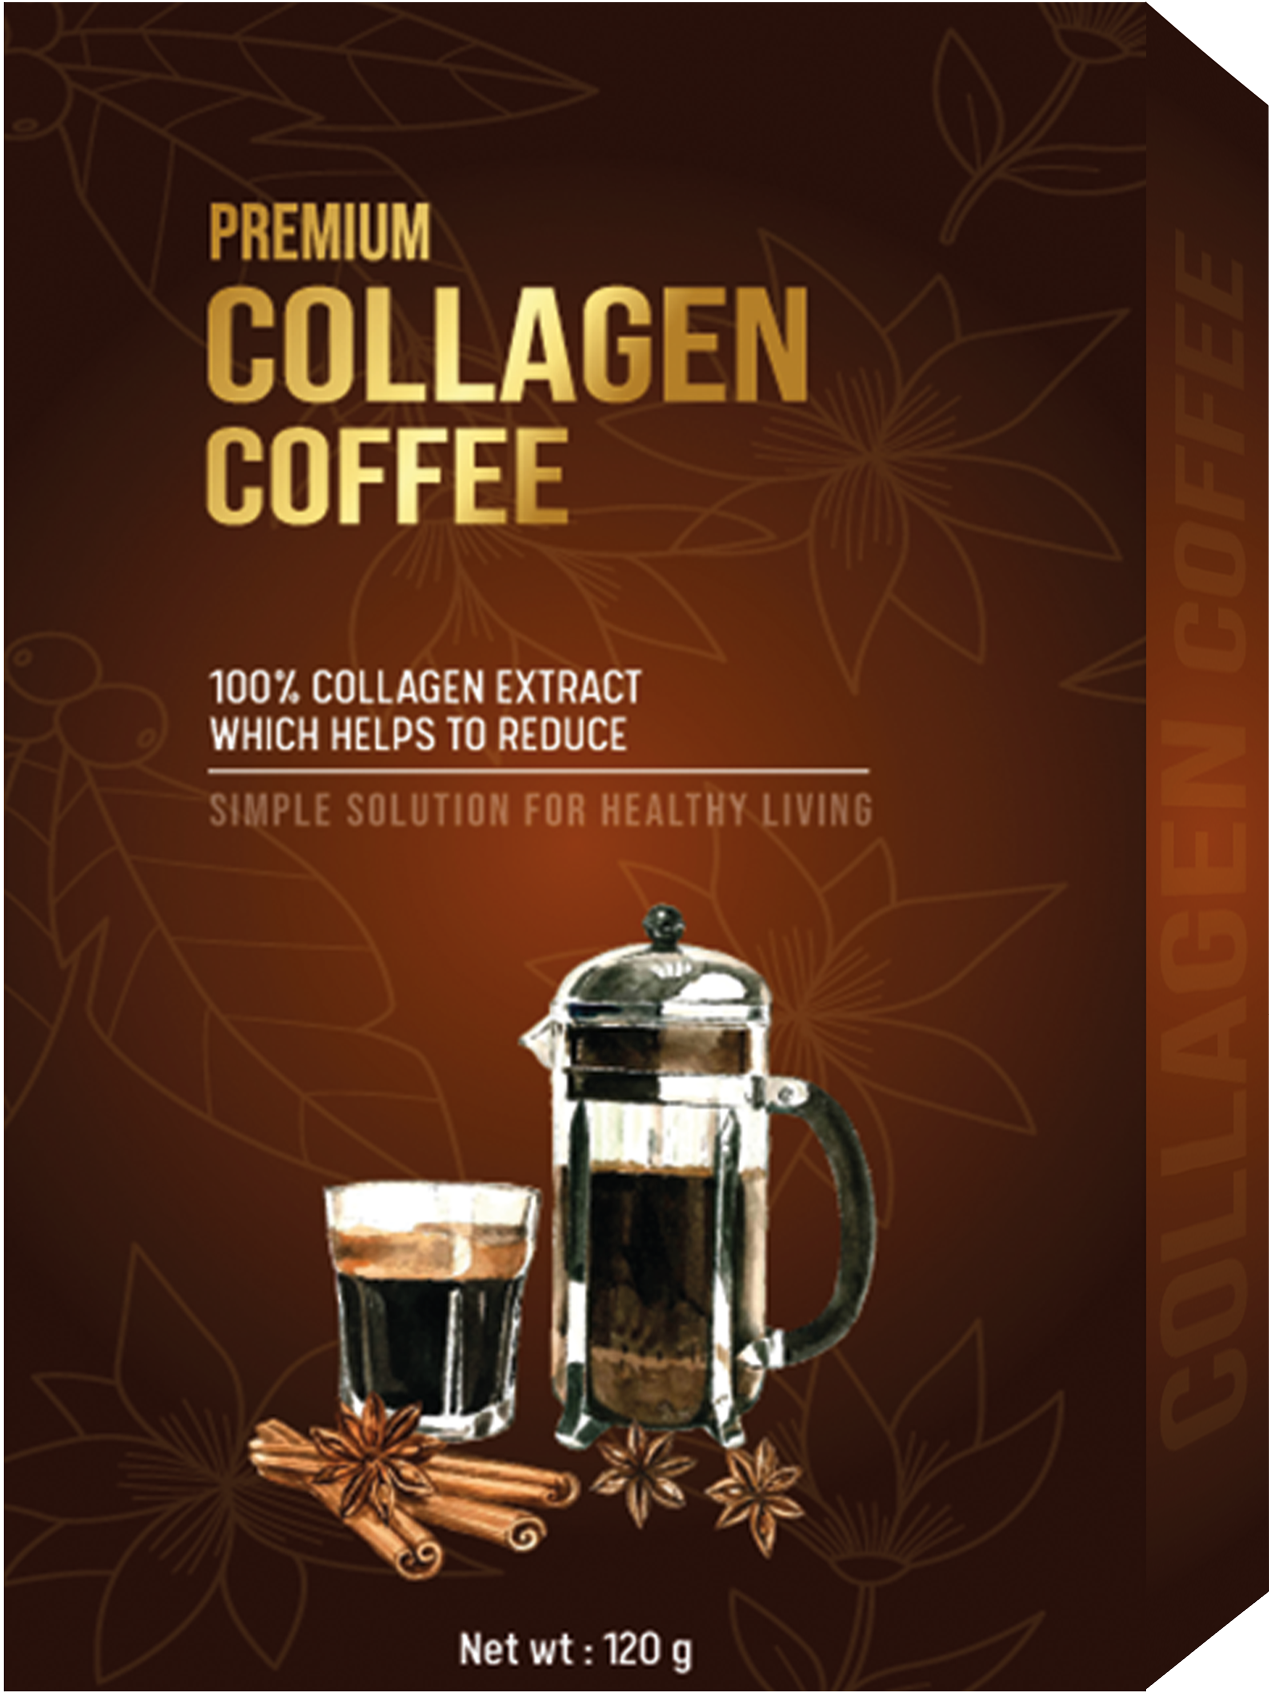 PREMIUM
COLLAGEN
COFFEE
100% COLLAGEN EXTRACT
WHICH HELPS TO REDUCE
SIMPLE SOLUTION FOR HEALTHY LIVING
Net wt : 120 g
COLLAGEN COFFEE